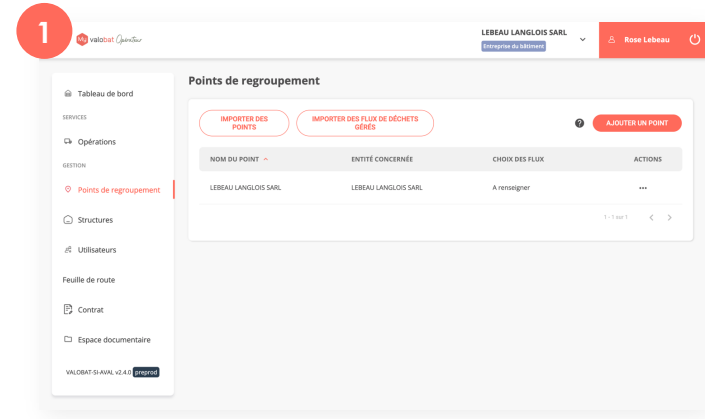 1
My valobat Opérateur
LEBEAU LANGLOIS SARL
Entreprise du bâtiment
Rose Lebeau
Tableau de bord
SERVICES
Opérations
GESTION
Points de regroupement
Structures
Utilisateurs
Feuille de route
Contrat
Espace documentaire
VALOBAT-SI-AVAL v2.4.0 preprod
Points de regroupement
IMPORTER DES
POINTS
IMPORTER DES FLUX DE DÉCHETS
GÉRÉS
?
AJOUTER UN POINT
NOM DU POINT ENTITÉ CONCERNÉE CHOIX DES FLUX ACTIONS
LEBEAU LANGLOIS SARL LEBEAU LANGLOIS SARL A renseigner ...
1 - 1 sur 1